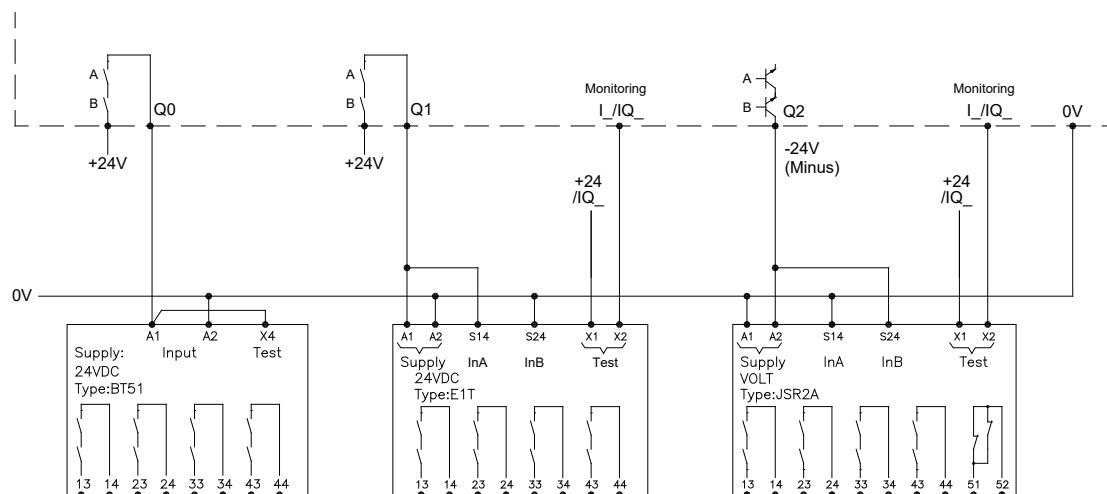 A
B
Q0
+24V
A
B
Q1
+24V
Monitoring
I_/IQ_
+24
/IQ_
A
B
Q2
-24V
(Minus)
Monitoring
I_/IQ_
+24
/IQ_
0V
0V
A1 A2 X4
Supply: Input Test
24VDC
Type:BT51
13 14 23 24 33 34 43 44
A1 A2 S14 S24 X1 X2
Supply InA InB Test
24VDC
Type:E1T
13 14 23 24 33 34 43 44
A1 A2 S14 S24 X1 X2
Supply InA InB Test
VOLT
Type:JSR2A
13 14 23 24 33 34 43 44 51 52